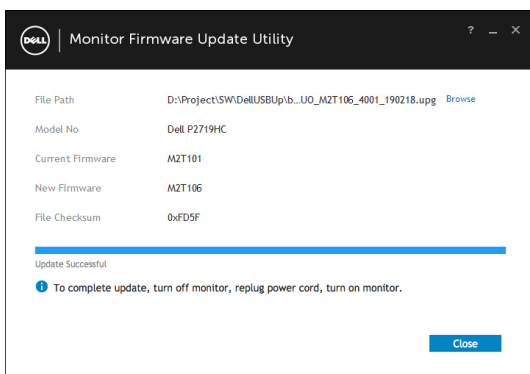 DELL Monitor Firmware Update Utility ? _ ×
File Path D:\Project\SW\DellUSBUp\b...UO_M2T106_4001_190218.upg Browse
Model No Dell P2719HC
Current Firmware M2T101
New Firmware M2T106
File Checksum 0xFD5F
Update Successful
To complete update, turn off monitor, replug power cord, turn on monitor.
Close